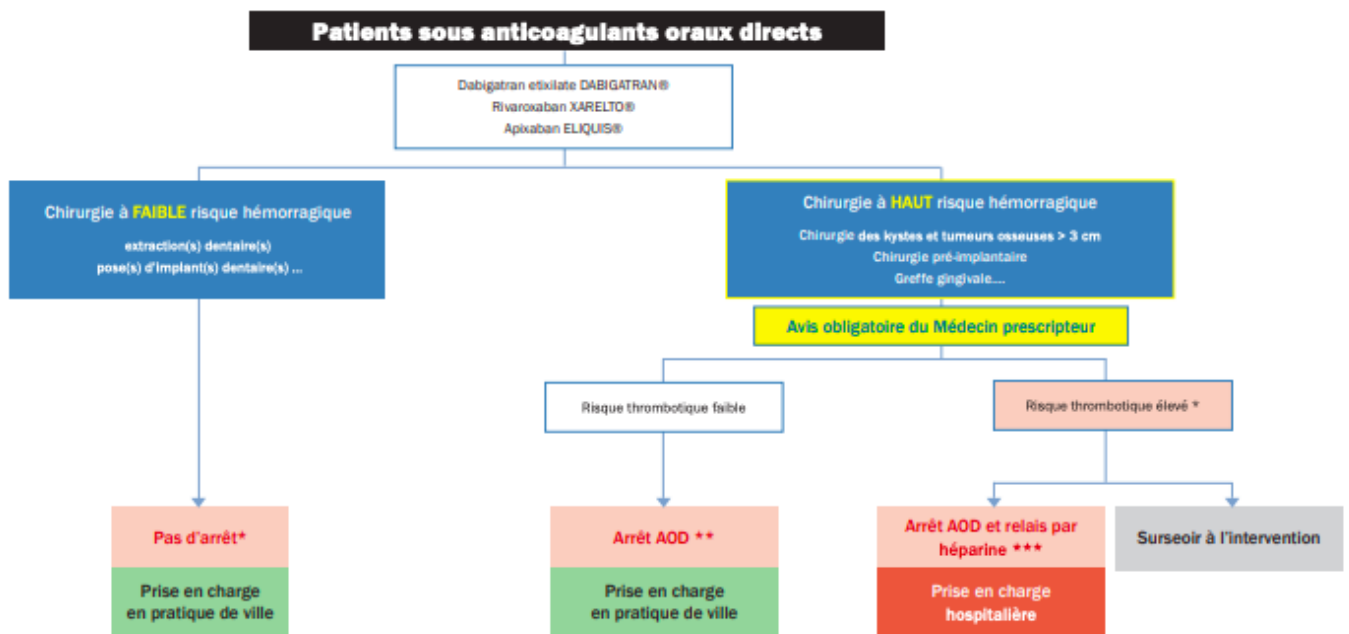 Patients sous anticoagulants oraux directs
Dabigatran etixilate DABIGATRAN®
Rivaroxaban XARELTO®
Apixaban ELIQUIS®
Chirurgie à FAIBLE risque hémorragique
extraction(s) dentaire(s)
pose(s) d'implant(s) dentaire(s) ...
Chirurgie à HAUT risque hémorragique
Chirurgie des kystes et tumeurs osseuses > 3 cm
Chirurgie pré-implantaire
Greffe gingivale....
Avis obligatoire du Médecin prescripteur
Risque thrombotique faible
Risque thrombotique élevé *
Pas d'arrêt*
Prise en charge
en pratique de ville
Arrêt AOD **
Prise en charge
en pratique de ville
Arrêt AOD et relais par
héparine ***
Prise en charge
hospitalière
Surseoir à l'intervention